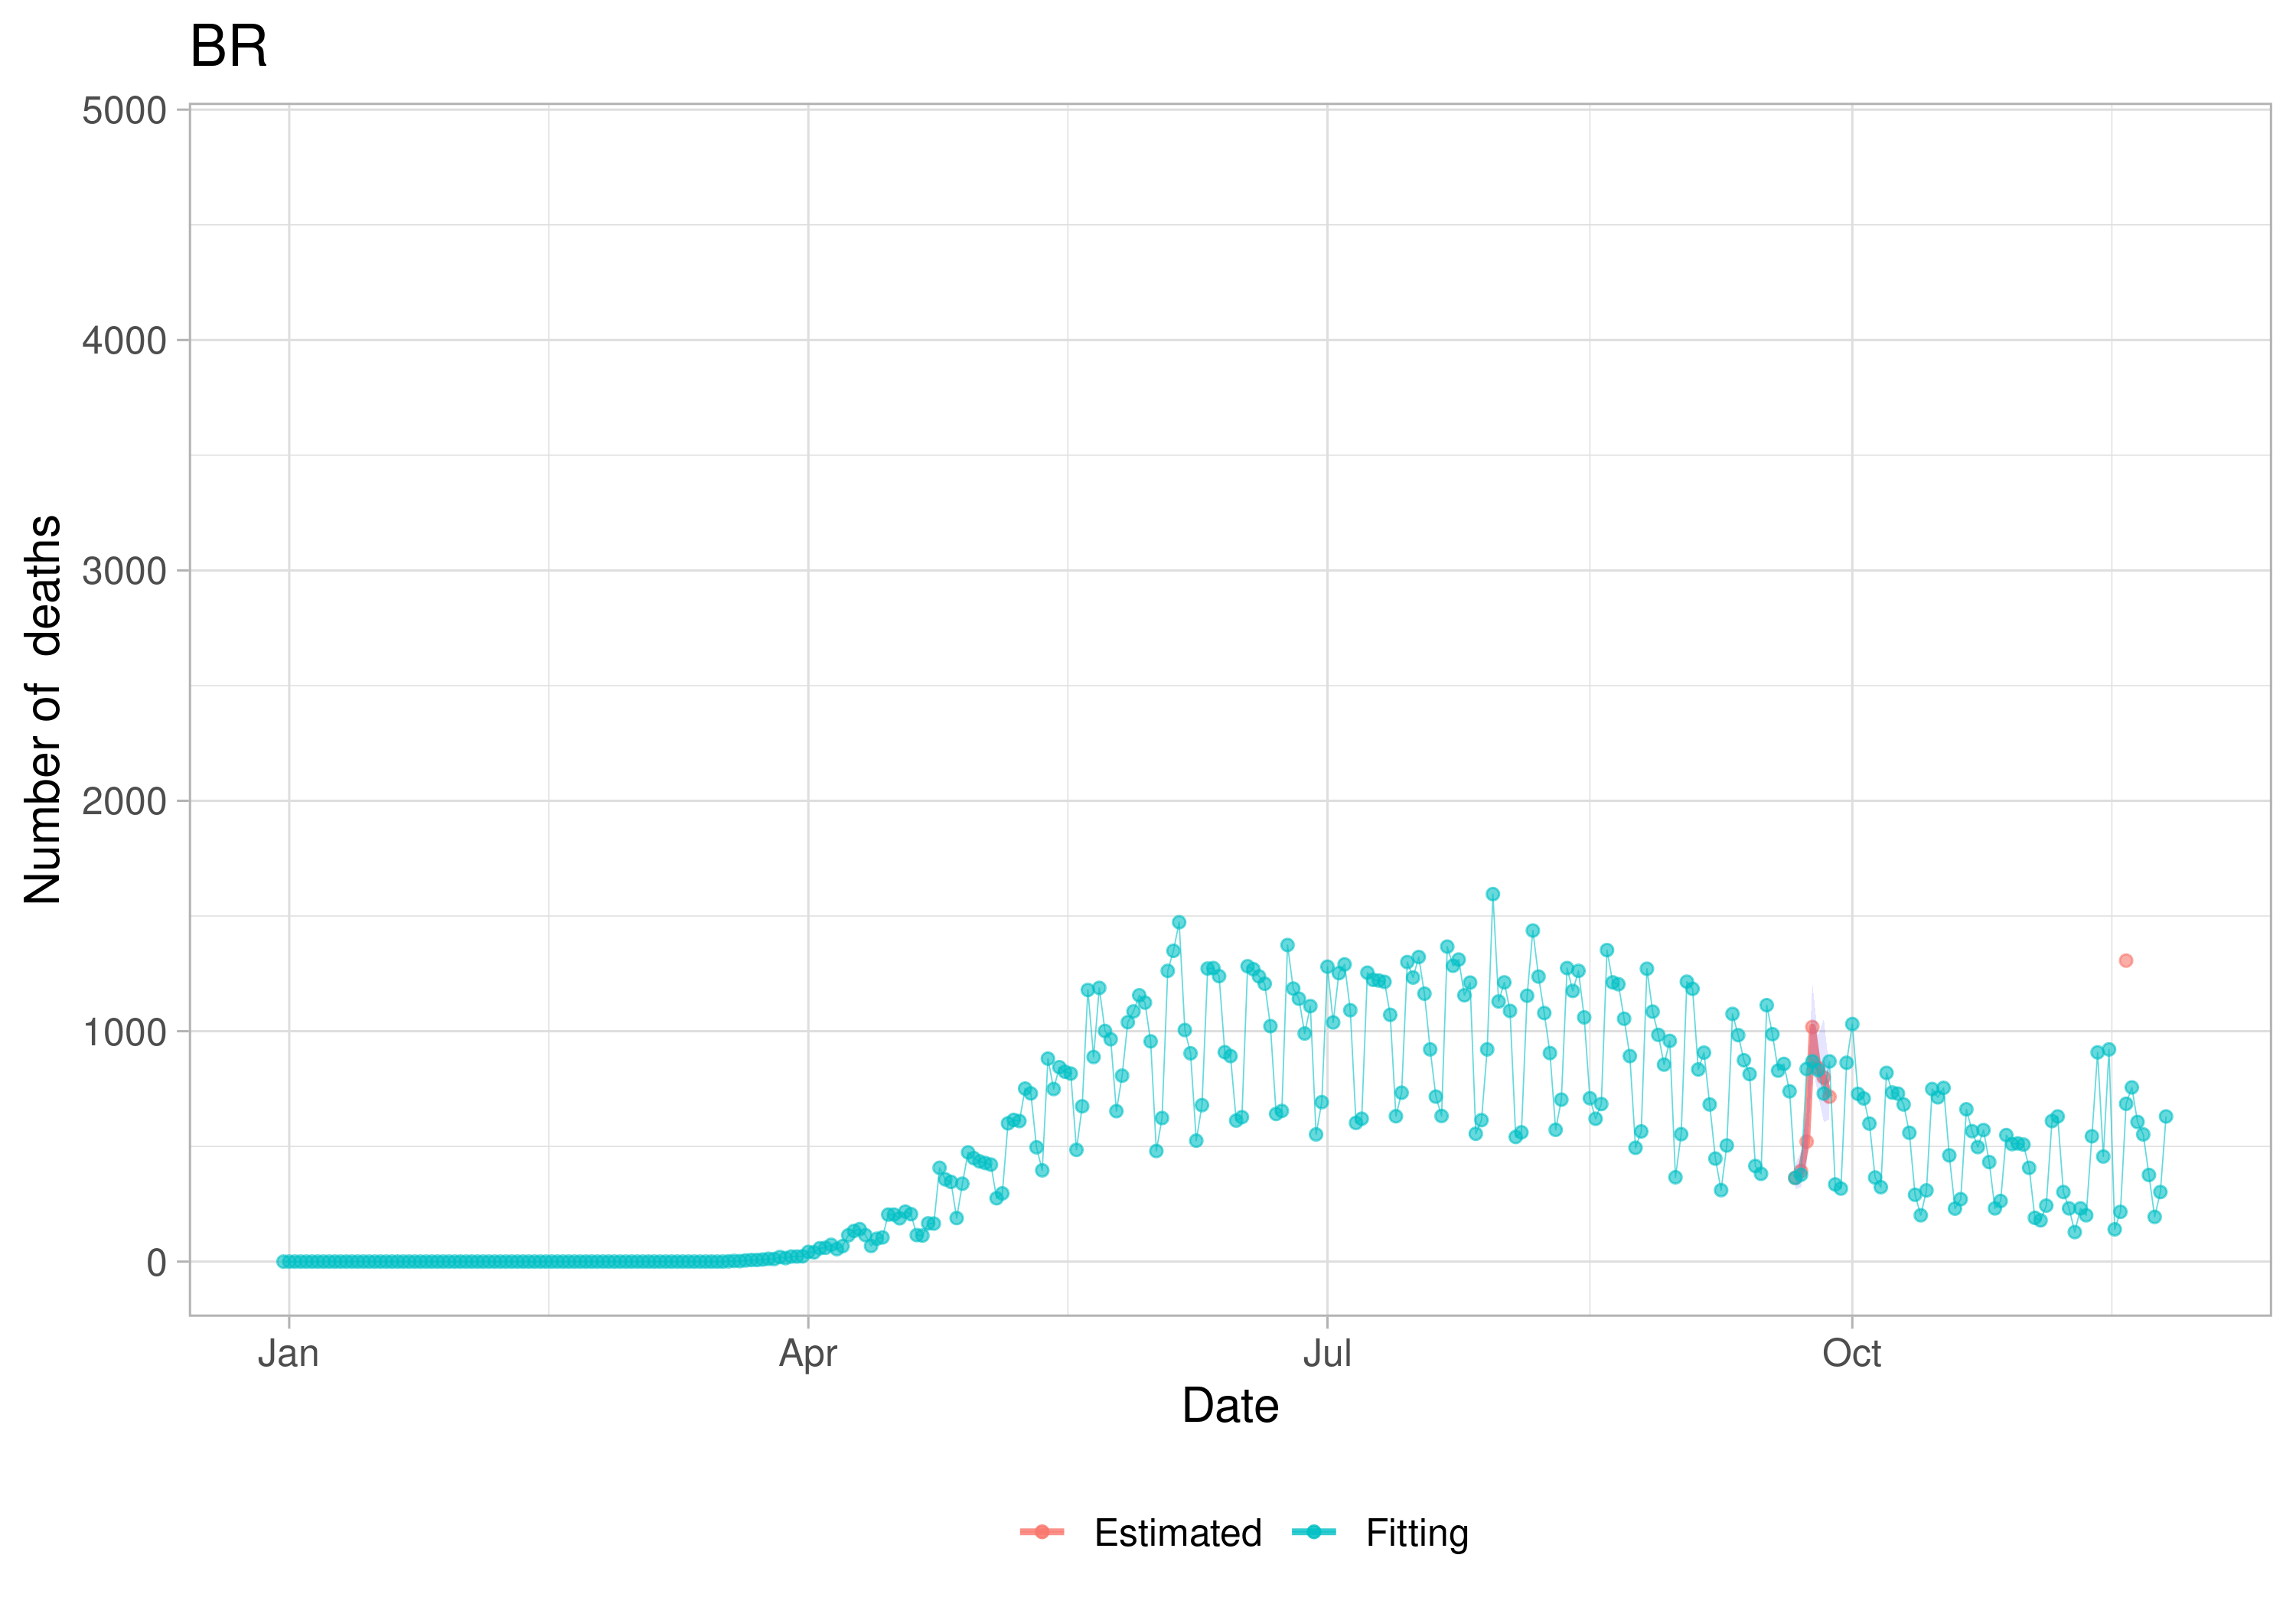 BR
5000
4000
3000
2000
1000
0
Number of  deaths
Jan
Apr
Jul
Oct
Date
Estimated
Fitting